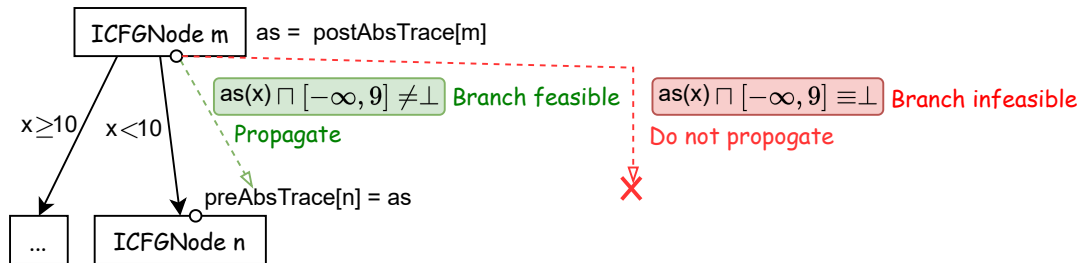 ICFGNode m
as = postAbsTrace[m]
as(x) ⊓ [−∞, 9] ≠⊥ Branch feasible
as(x) ⊓ [−∞, 9] ≡⊥ Branch infeasible
x≥10
x<10
Propagate
Do not propogate
preAbsTrace[n] = as
...
ICFGNode n